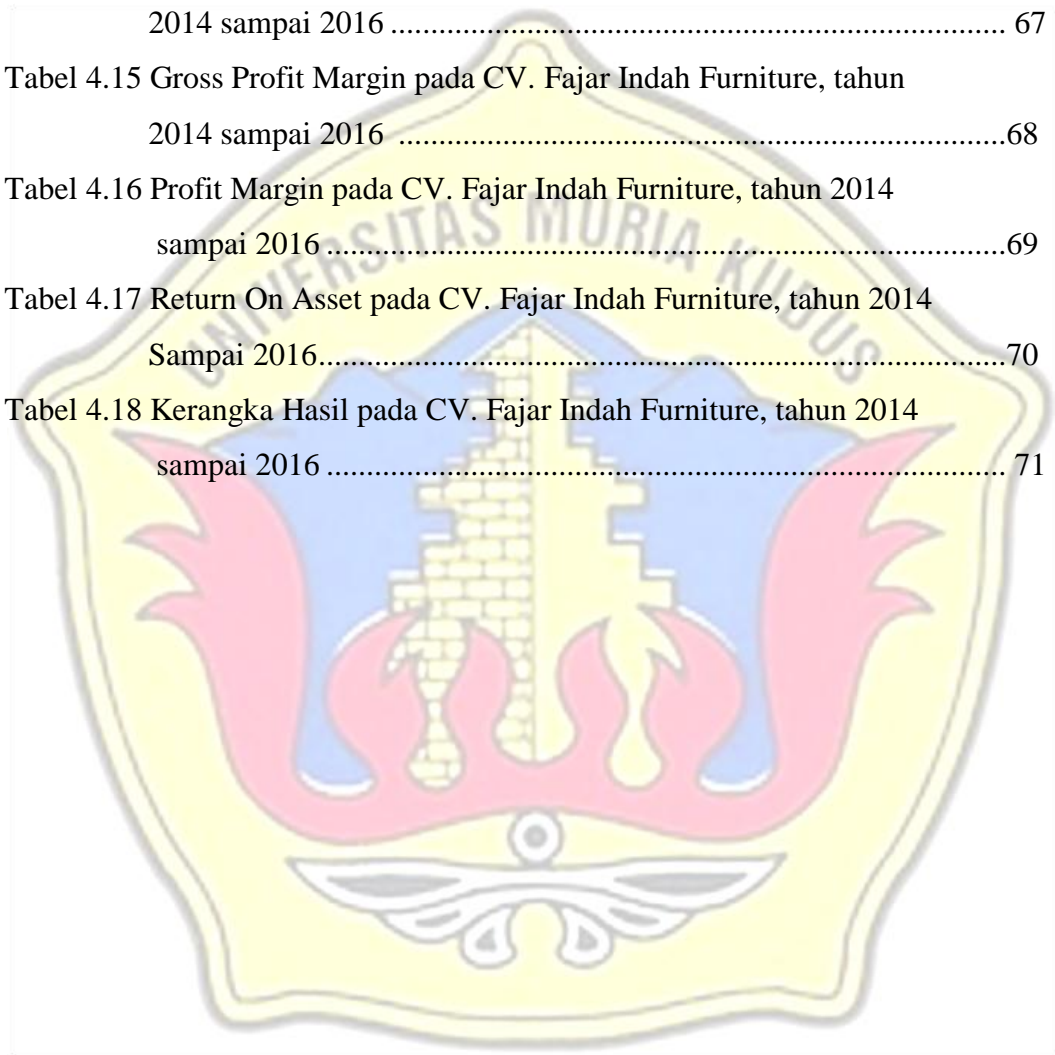 2014 sampai 2016 ............................................................................... 67
Tabel 4.15 Gross Profit Margin pada CV. Fajar Indah Furniture, tahun
2014 sampai 2016 ..............................................................................68
Tabel 4.16 Profit Margin pada CV. Fajar Indah Furniture, tahun 2014
sampai 2016 .......................................................................................69
Tabel 4.17 Return On Asset pada CV. Fajar Indah Furniture, tahun 2014
Sampai 2016........................................................................................70
Tabel 4.18 Kerangka Hasil pada CV. Fajar Indah Furniture, tahun 2014
sampai 2016 ....................................................................................... 71
UNIVERSITAS MURIA KUDUS